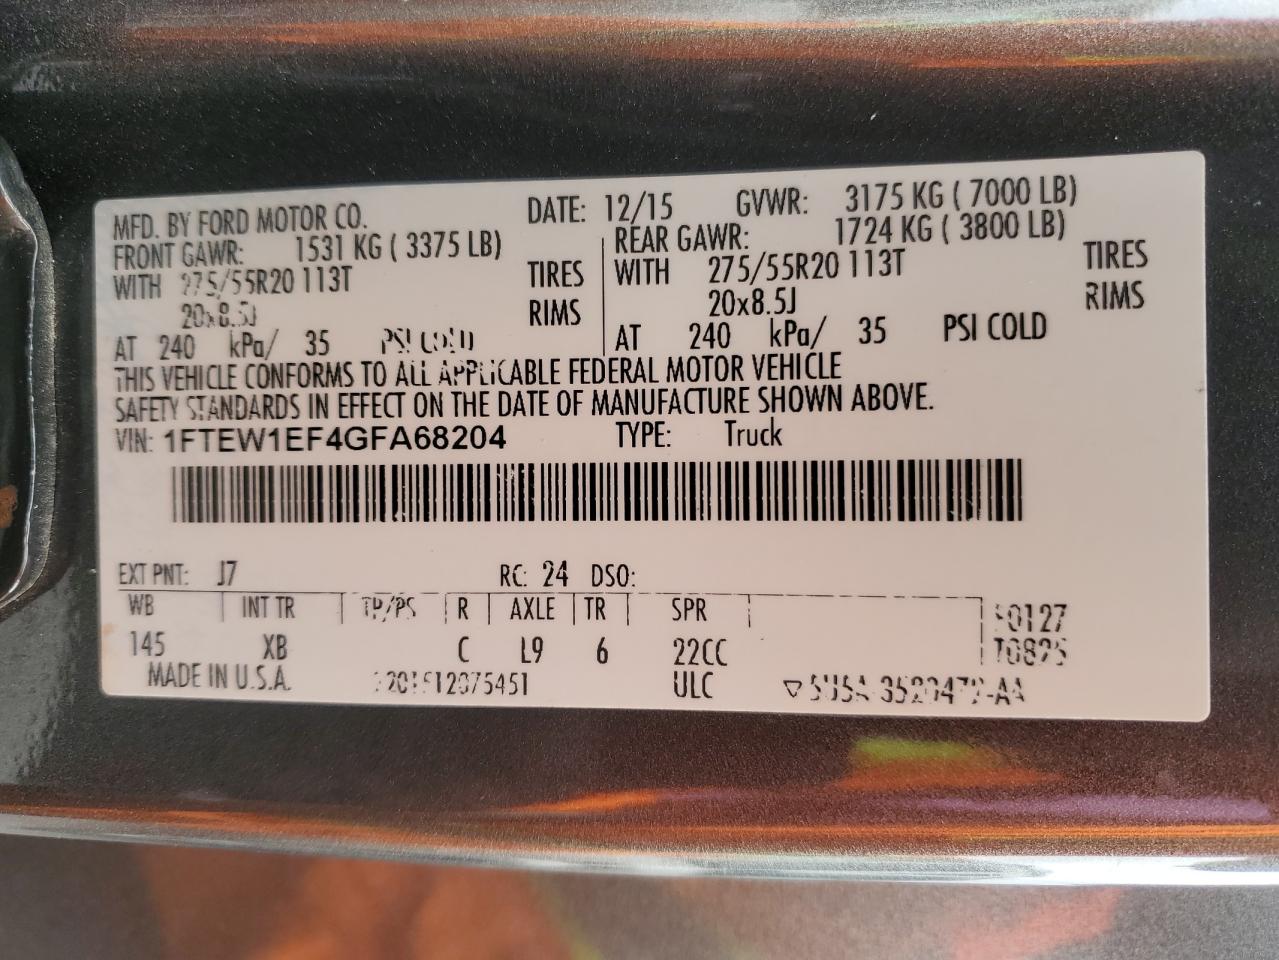 MFD. BY FORD MOTOR CO. DATE: 12/15 GVWR: 3175 KG ( 7000 LB)
FRONT GAWR: 1531 KG ( 3375 LB) REAR GAWR: 1724 KG ( 3800 LB)
WITH 275/55R20 113T TIRES WITH 275/55R20 113T TIRES
20x8.5J RIMS 20x8.5J RIMS
AT 240 kPa/ 35 PSI COLD AT 240 kPa/ 35 PSI COLD
THIS VEHICLE CONFORMS TO ALL APPLICABLE FEDERAL MOTOR VEHICLE
SAFETY STANDARDS IN EFFECT ON THE DATE OF MANUFACTURE SHOWN ABOVE.
VIN: 1FTEW1EF4GFA68204 TYPE: Truck
EXT PNT: J7 RC: 24 DSO:
WB INT TR TP/PS R AXLE TR SPR
145 XB C L9 6 22CC
MADE IN U.S.A. ULC